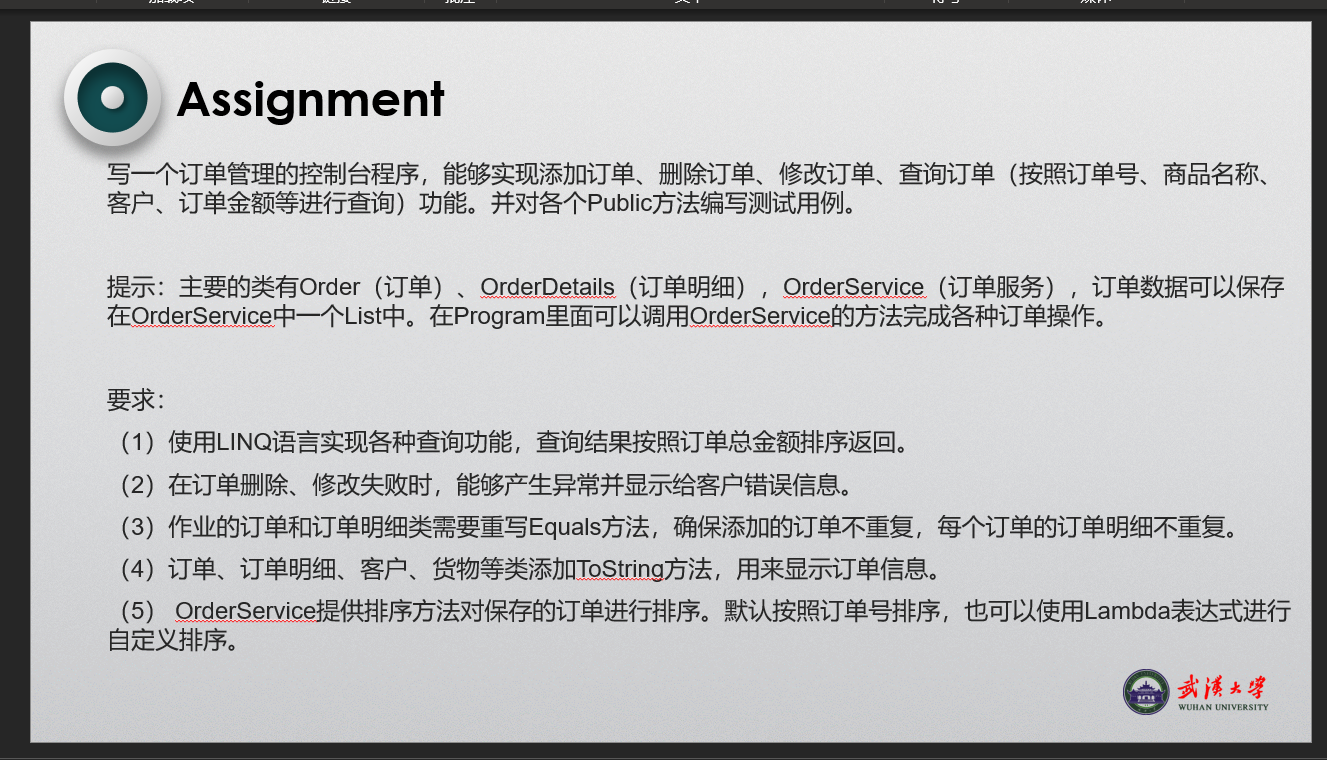 Assignment
写一个订单管理的控制台程序，能够实现添加订单、删除订单、修改订单、查询订单（按照订单号、商品名称、
客户、订单金额等进行查询）功能。并对各个Public方法编写测试用例。
提示：主要的类有Order（订单）、OrderDetails（订单明细），OrderService（订单服务），订单数据可以保存
在OrderService中一个List中。在Program里面可以调用OrderService的方法完成各种订单操作。
要求：
（1）使用LINQ语言实现各种查询功能，查询结果按照订单总金额排序返回。
（2）在订单删除、修改失败时，能够产生异常并显示给客户错误信息。
（3）作业的订单和订单明细类需要重写Equals方法，确保添加的订单不重复，每个订单的订单明细不重复。
（4）订单、订单明细、客户、货物等类添加ToString方法，用来显示订单信息。
（5） OrderService提供排序方法对保存的订单进行排序。默认按照订单号排序，也可以使用Lambda表达式进行
自定义排序。
武汉大学
WUHAN UNIVERSITY